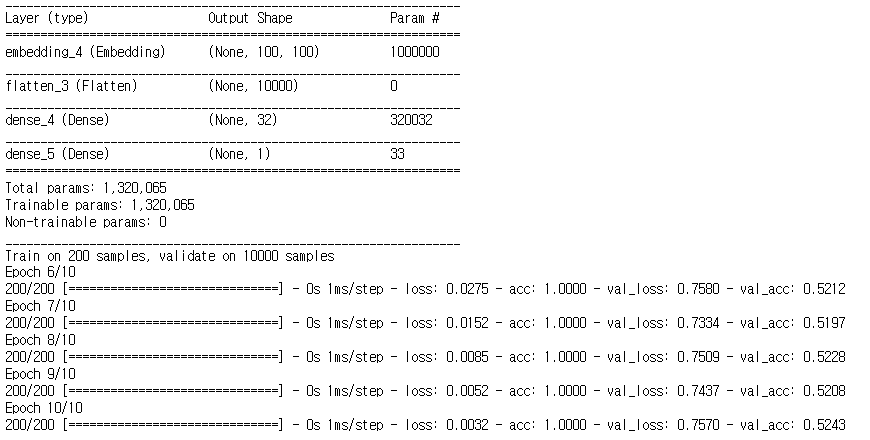 _________________________________________________________________
Layer (type)                 Output Shape              Param #
=================================================================
embedding_4 (Embedding)      (None, 100, 100)          1000000
_________________________________________________________________
flatten_3 (Flatten)          (None, 10000)             0
_________________________________________________________________
dense_4 (Dense)              (None, 32)                320032
_________________________________________________________________
dense_5 (Dense)              (None, 1)                 33
=================================================================
Total params: 1,320,065
Trainable params: 1,320,065
Non-trainable params: 0
_________________________________________________________________
Train on 200 samples, validate on 10000 samples
Epoch 6/10
200/200 [==============================] - 0s 1ms/step - loss: 0.0275 - acc: 1.0000 - val_loss: 0.7580 - val_acc: 0.5212
Epoch 7/10
200/200 [==============================] - 0s 1ms/step - loss: 0.0152 - acc: 1.0000 - val_loss: 0.7334 - val_acc: 0.5197
Epoch 8/10
200/200 [==============================] - 0s 1ms/step - loss: 0.0085 - acc: 1.0000 - val_loss: 0.7509 - val_acc: 0.5228
Epoch 9/10
200/200 [==============================] - 0s 1ms/step - loss: 0.0052 - acc: 1.0000 - val_loss: 0.7437 - val_acc: 0.5208
Epoch 10/10
200/200 [==============================] - 0s 1ms/step - loss: 0.0032 - acc: 1.0000 - val_loss: 0.7570 - val_acc: 0.5243